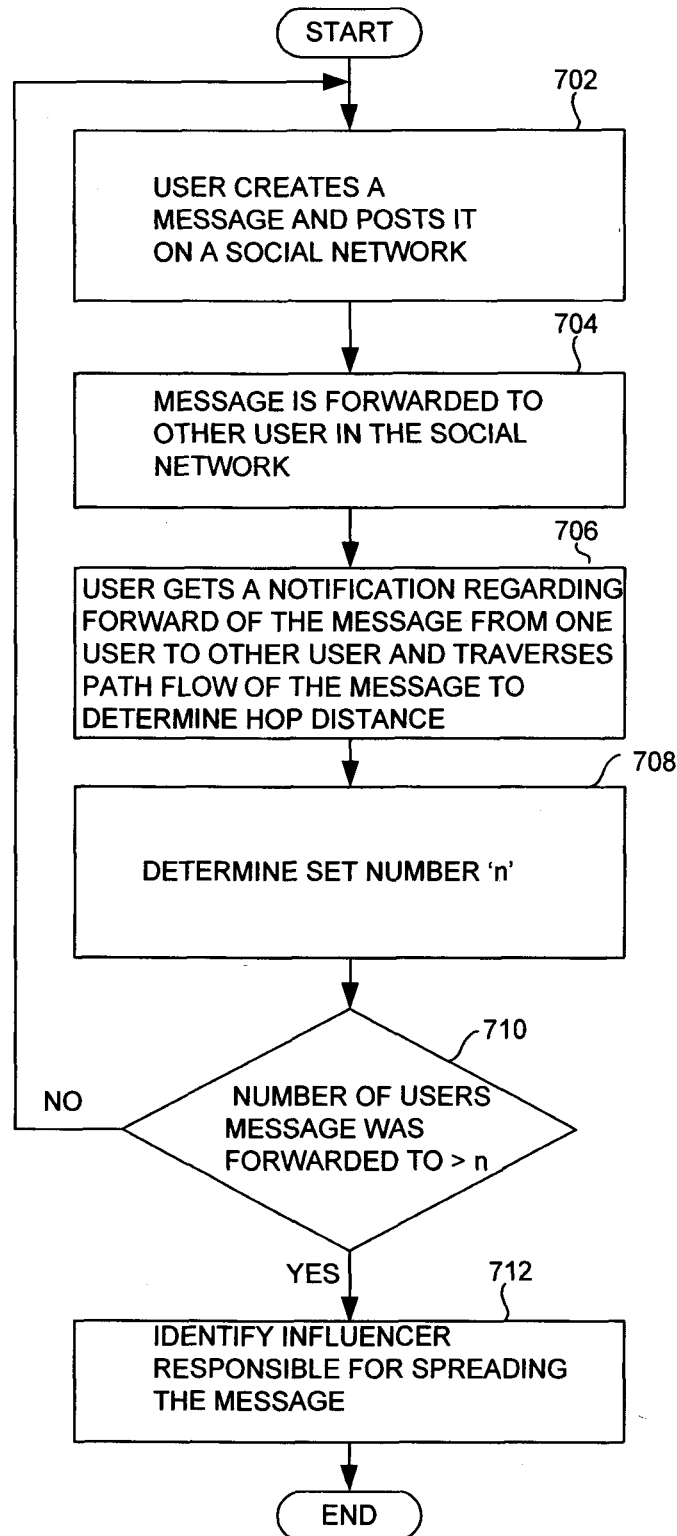 START
702
USER CREATES A
MESSAGE AND POSTS IT
ON A SOCIAL NETWORK
704
MESSAGE IS FORWARDED TO
OTHER USER IN THE SOCIAL
NETWORK
706
USER GETS A NOTIFICATION REGARDING
FORWARD OF THE MESSAGE FROM ONE
USER TO OTHER USER AND TRAVERSES
PATH FLOW OF THE MESSAGE TO
DETERMINE HOP DISTANCE
708
DETERMINE SET NUMBER ‘n’
710
NUMBER OF USERS
MESSAGE WAS
FORWARDED TO > n
NO
YES
712
IDENTIFY INFLUENCER
RESPONSIBLE FOR SPREADING
THE MESSAGE
END